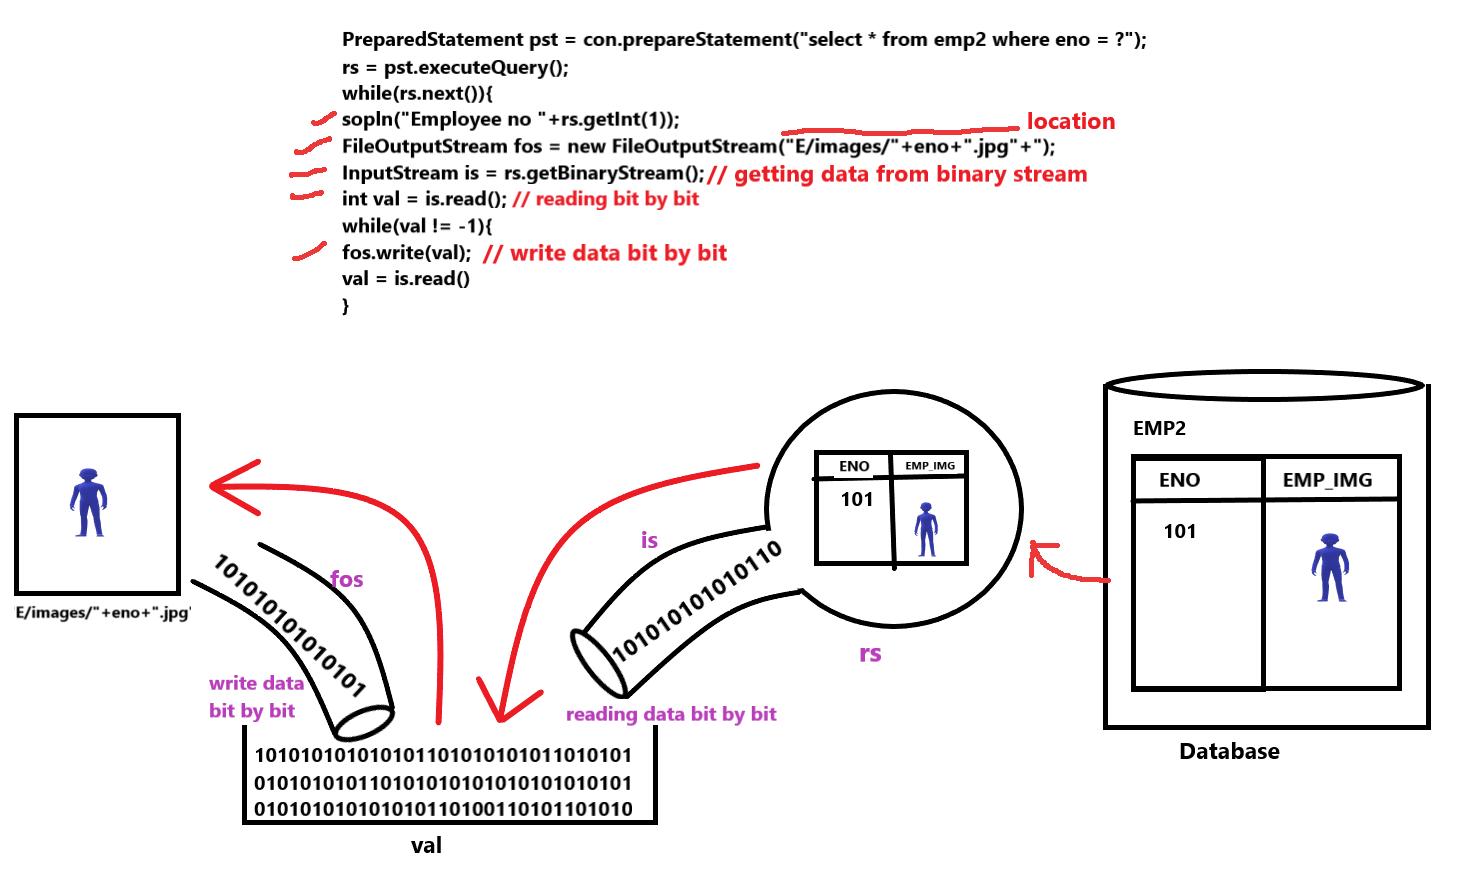 PreparedStatement pst = con.prepareStatement("select * from emp2 where eno = ?");
rs = pst.executeQuery();
while(rs.next()){
sopln("Employee no "+rs.getInt(1));
location
FileOutputStream fos = new FileOutputStream("E/images/"+eno+".jpg"+");
InputStream is = rs.getBinaryStream(); // getting data from binary stream
int val = is.read(); // reading bit by bit
while(val != -1){
fos.write(val); // write data bit by bit
val = is.read()
}
EMP2
ENO EMP_IMG
101
Database
ENO EMP_IMG
101
rs
is
10101010101010110
reading data bit by bit
fos
1010101010101010101
write data
bit by bit
E/images/"+eno+".jpg'
101010101010101101010101011010101
010101010110101010101010101010101
010101010101010110100110101101010
val